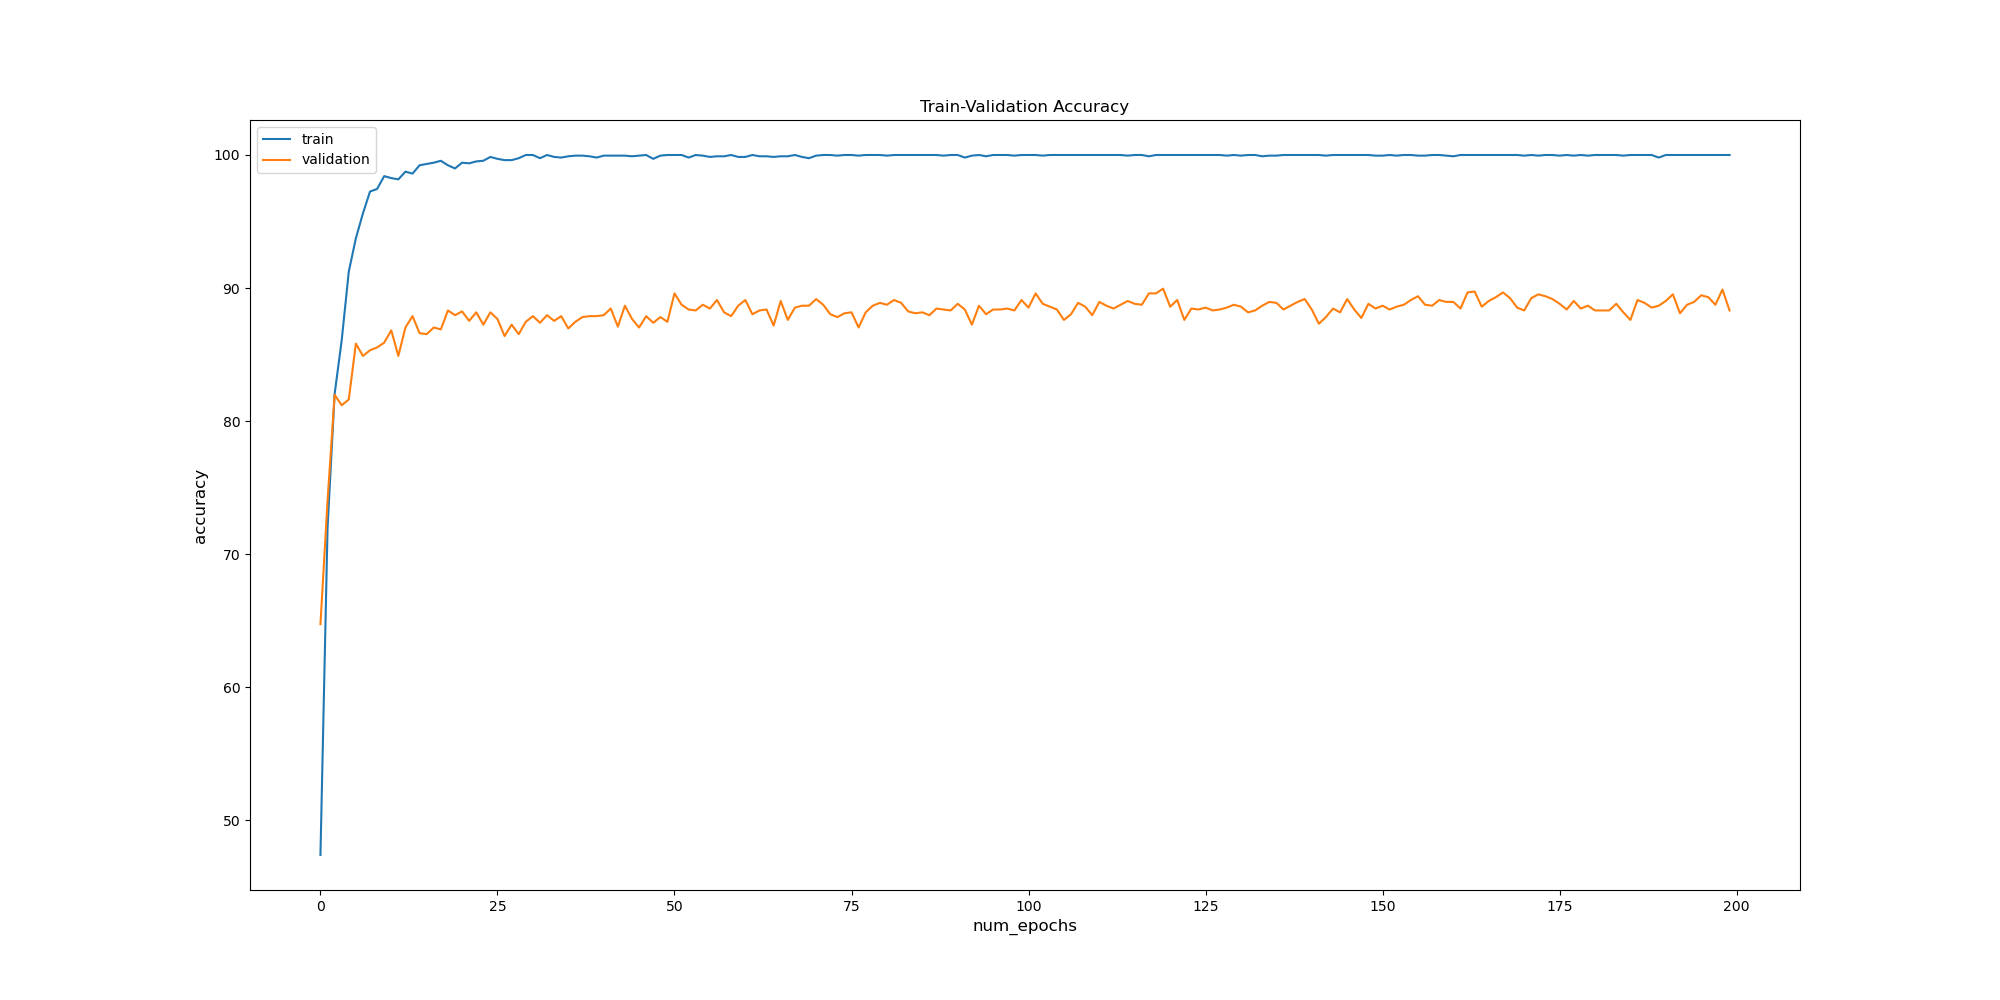 Train-Validation Accuracy
train
validation
100
90
80
70
60
50
accuracy
0 25 50 75 100 125 150 175 200
num_epochs